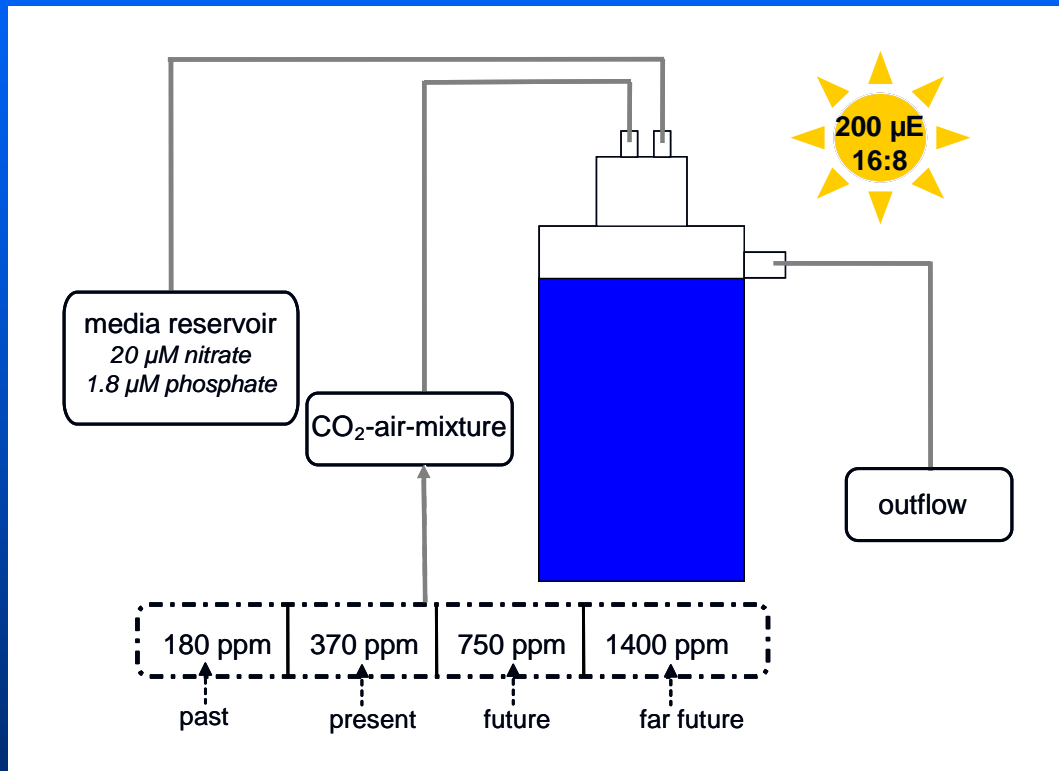 200 µE
16:8
media reservoir
20 µM nitrate
1.8 µM phosphate
CO₂-air-mixture
outflow
180 ppm
370 ppm
750 ppm
1400 ppm
past
present
future
far future